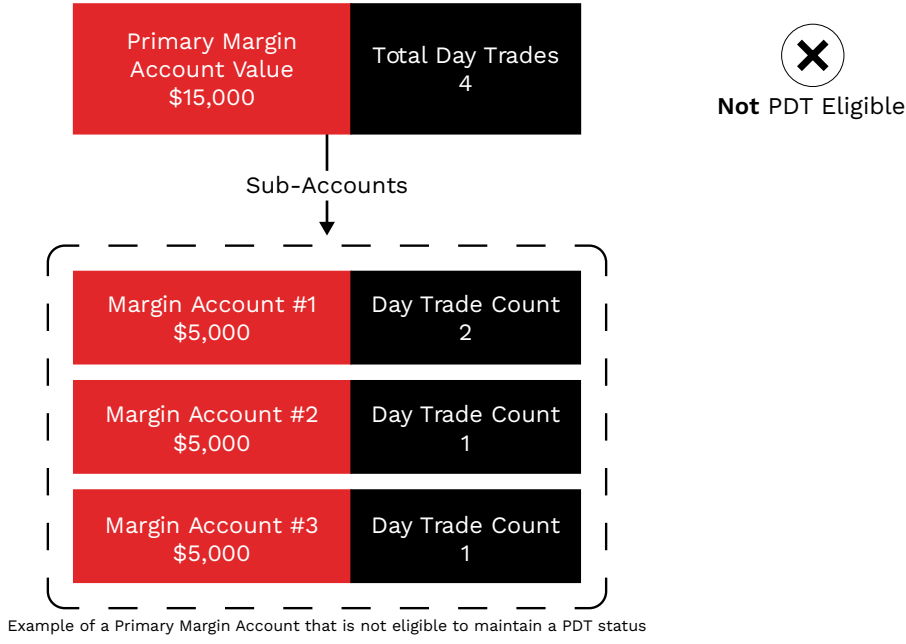 Primary Margin
Account Value
$15,000
Total Day Trades
4
Not PDT Eligible
Sub-Accounts
Margin Account #1
$5,000
Day Trade Count
2
Margin Account #2
$5,000
Day Trade Count
1
Margin Account #3
$5,000
Day Trade Count
1
Example of a Primary Margin Account that is not eligible to maintain a PDT status